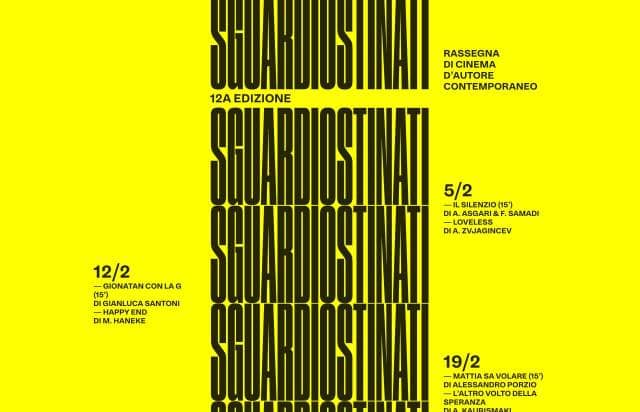 SGUARDIOSTINATI
RASSEGNA
DI CINEMA
D'AUTORE
CONTEMPORANEO
12A EDIZIONE
SGUARDIOSTINATI
5/2
— IL SILENZIO (15')
DI A. ASGARI & F. SAMADI
— LOVELESS
DI A. ZVJAGINCEV
SGUARDIOSTINATI
12/2
— GIONATAN CON LA G
(15')
DI GIANLUCA SANTONI
— HAPPY END
DI M. HANEKE
SGUARDIOSTINATI
19/2
— MATTIA SA VOLARE (15')
DI ALESSANDRO PORZIO
— L'ALTRO VOLTO DELLA
SPERANZA
DI A. KAURISMAKI